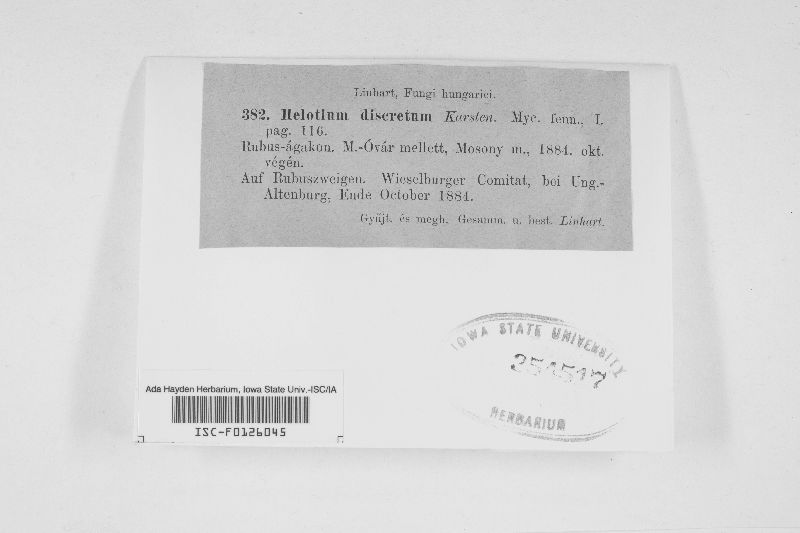 Linhart, Fungi hungarici.
382. Helotium discretum Karsten. Myc. fenn., I.
pag. 116.
Rubus-ágakon. M.-Óvár mellett, Mosony m., 1884. okt.
végén.
Auf Rubuszweigen. Wieselburger Comitat, bei Ung.-
Altenburg, Ende October 1884.
Gyűjt. és megh. Gesamm. u. best. Linhart.
IOWA STATE UNIVERSITY
354517
HERBARIUM
Ada Hayden Herbarium, Iowa State Univ.-ISC/IA
ISC-F0126045